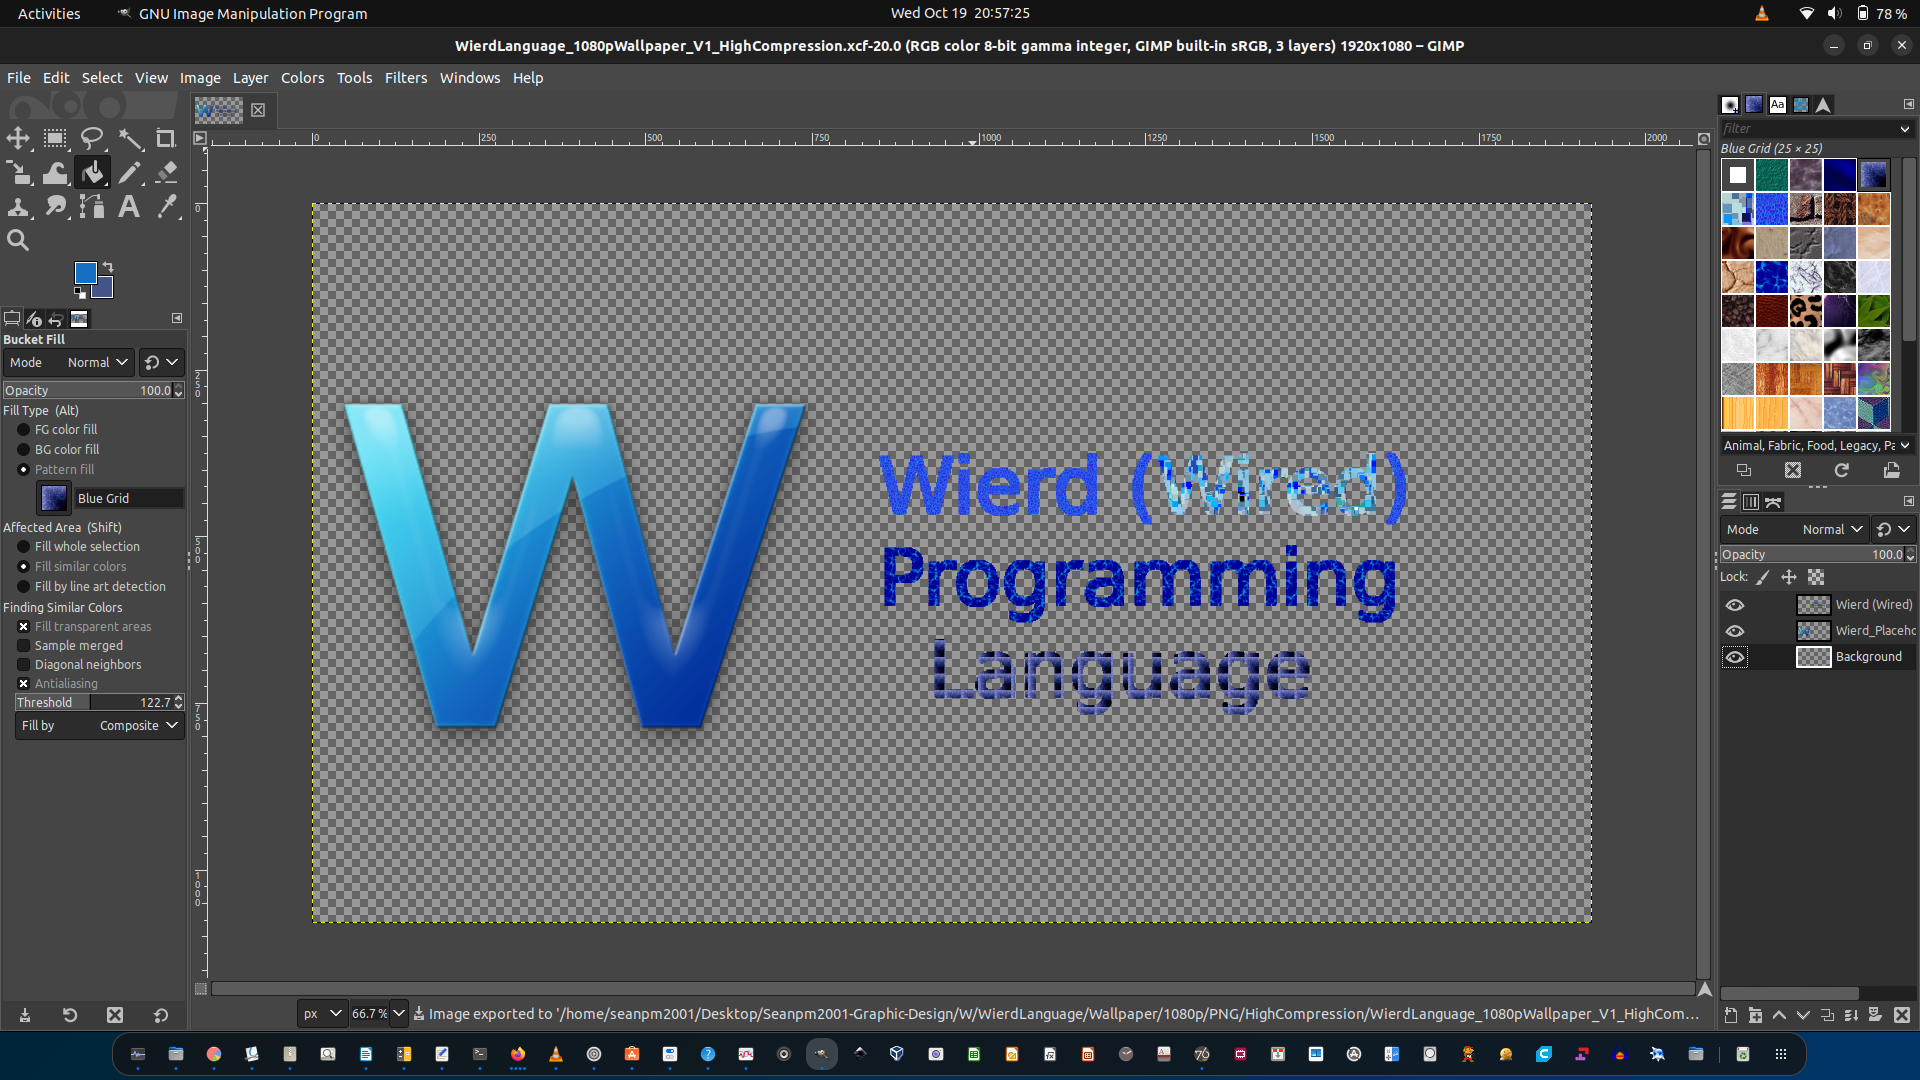 Activities
GNU Image Manipulation Program
Wed Oct 19 20:57:25
78 %
WierdLanguage_1080pWallpaper_V1_HighCompression.xcf-20.0 (RGB color 8-bit gamma integer, GIMP built-in sRGB, 3 layers) 1920x1080 – GIMP
File Edit Select View Image Layer Colors Tools Filters Windows Help
0 250 500 750 1000 1250 1500 1750 2000
0
250
500
750
1000
Bucket Fill
Mode Normal
Opacity 100.0
Fill Type (Alt)
FG color fill
BG color fill
Pattern fill
Blue Grid
Affected Area (Shift)
Fill whole selection
Fill similar colors
Fill by line art detection
Finding Similar Colors
Fill transparent areas
Sample merged
Diagonal neighbors
Antialiasing
Threshold 122.7
Fill by Composite
W
Wierd (Wired)
Programming
Language
Aa
filter
Blue Grid (25 × 25)
Animal, Fabric, Food, Legacy, Pa
Mode Normal
Opacity 100.0
Lock:
Wierd (Wired)
Wierd_Placeho
Background
px
66.7 %
Image exported to '/home/seanpm2001/Desktop/Seanpm2001-Graphic-Design/W/WierdLanguage/Wallpaper/1080p/PNG/HighCompression/WierdLanguage_1080pWallpaper_V1_HighCom…